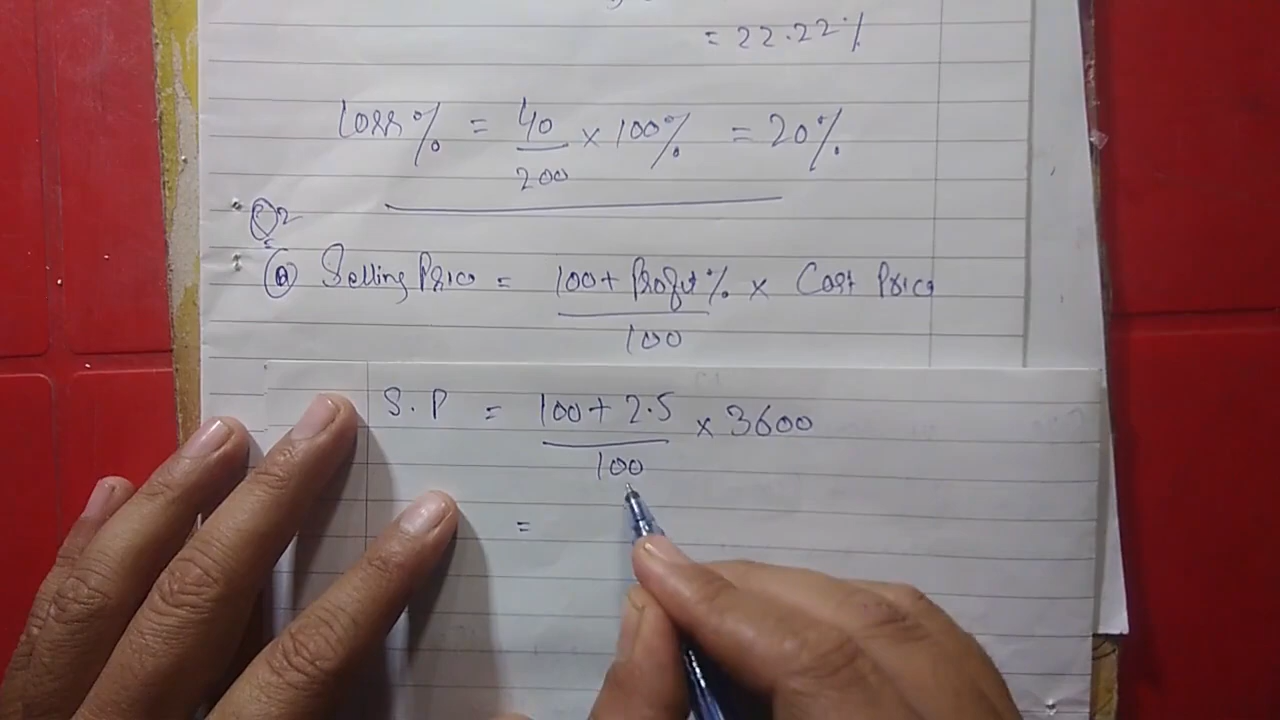 = 22.22%
Loss% = 40 × 100% = 20%
200
Q2
(a) Selling Price = 100 + Profit% × Cost Price
100
S.P = 100 + 2.5 × 3600
100
=